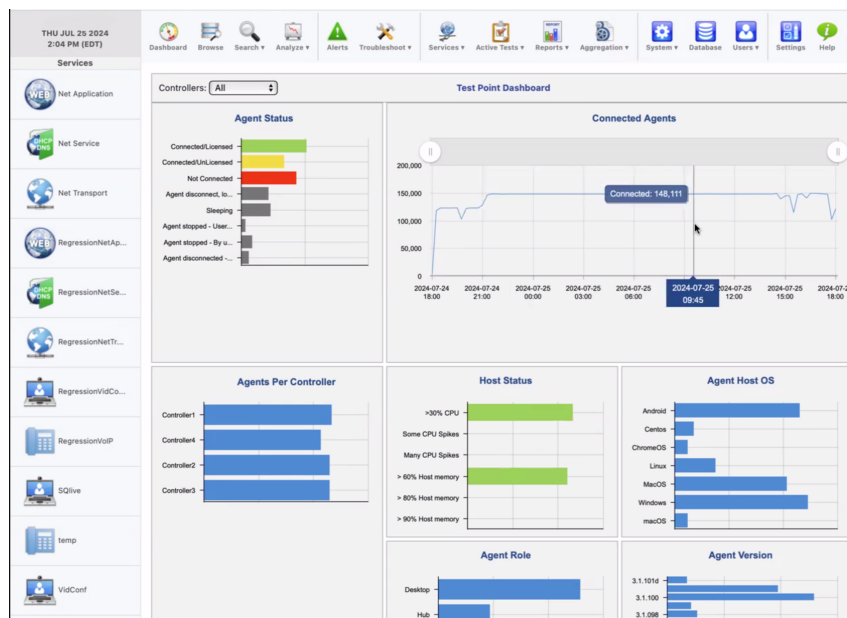 THU JUL 25 2024
2:04 PM (EDT)
Services
Net Application
Net Service
Net Transport
RegressionNetAp...
RegressionNetSe...
RegressionNetTr...
RegressionVidCo...
RegressionVoIP
SQlive
temp
VidConf
Dashboard Browse Search Analyze Alerts Troubleshoot Services Active Tests Reports Aggregation System Database Users Settings Help
Controllers: All
Test Point Dashboard
Agent Status
Connected/Licensed
Connected/UnLicensed
Not Connected
Agent disconnect, lo...
Sleeping
Agent stopped - User...
Agent stopped - By u...
Agent disconnected -...
Connected Agents
200,000
150,000
100,000
50,000
0
Connected: 148,111
2024-07-24 2024-07-24 2024-07-25 2024-07-25 2024-07-25 2024-07-25 2024-07-25 2024-07-25
18:00 21:00 00:00 03:00 06:00 09:45 12:00 15:00 18:00
Agents Per Controller
Controller1
Controller4
Controller2
Controller3
Host Status
>30% CPU
Some CPU Spikes
Many CPU Spikes
> 60% Host memory
> 80% Host memory
> 90% Host memory
Agent Host OS
Android
Centos
ChromeOS
Linux
MacOS
Windows
macOS
Agent Role
Desktop
Hub
Agent Version
3.1.101d
3.1.100
3.1.098